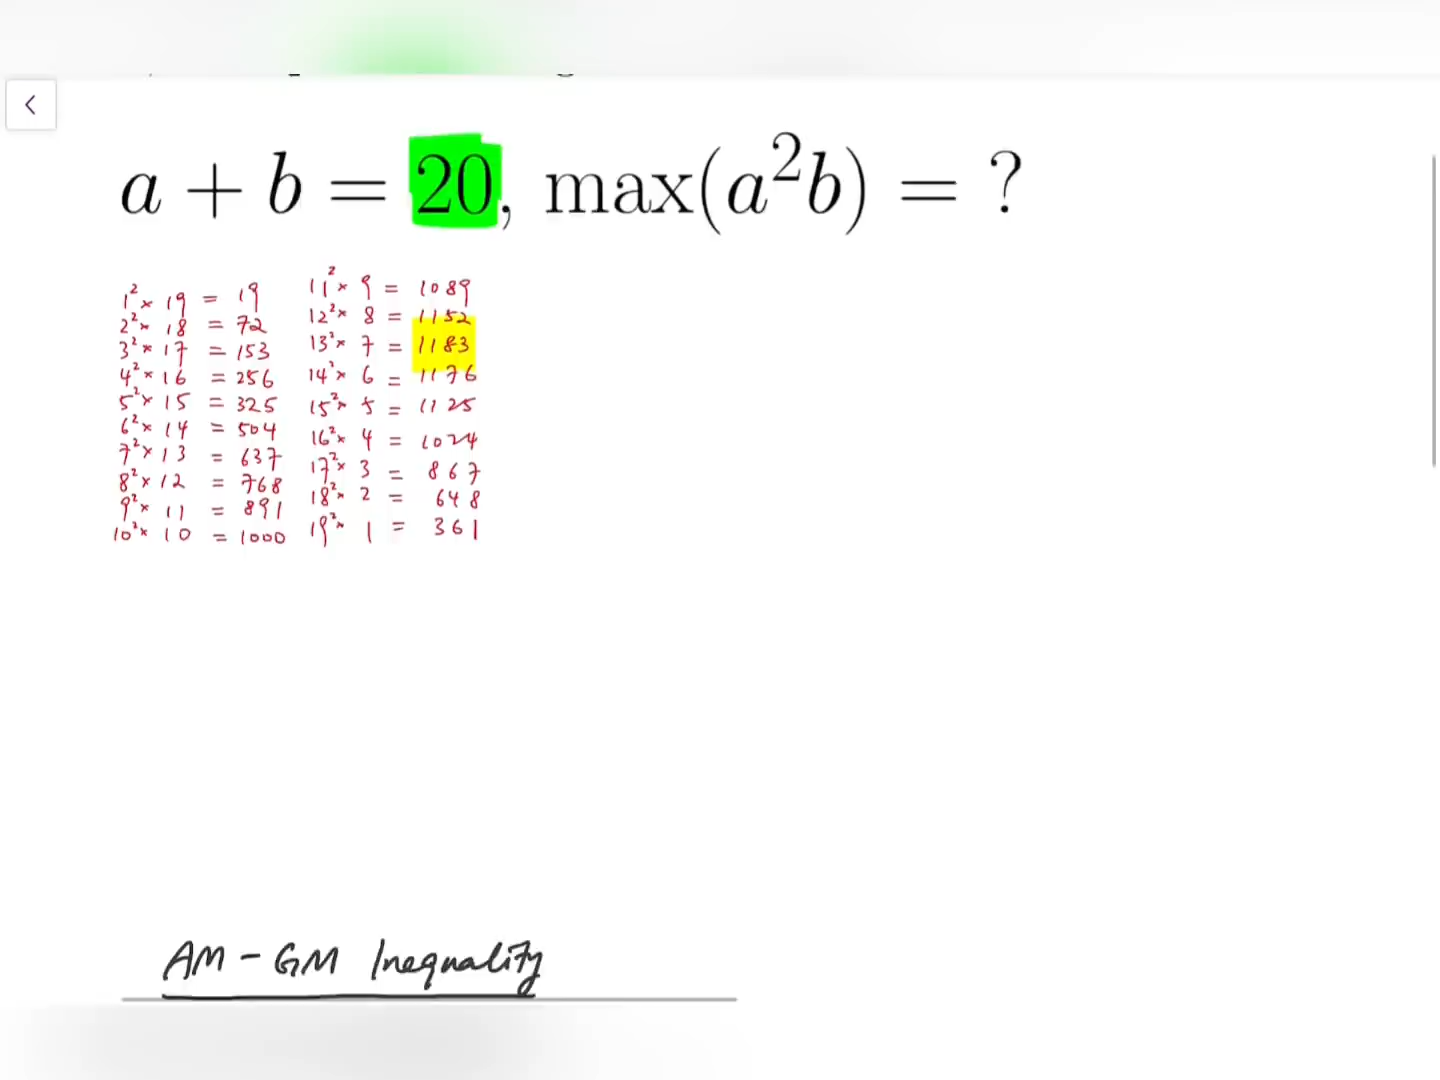 a + b = 20, max(a²b) = ?
1² × 19 = 19
2² × 18 = 72
3² × 17 = 153
4² × 16 = 256
5² × 15 = 325
6² × 14 = 504
7² × 13 = 637
8² × 12 = 768
9² × 11 = 891
10² × 10 = 1000
11² × 9 = 1089
12² × 8 = 1152
13² × 7 = 1183
14² × 6 = 1176
15² × 5 = 1125
16² × 4 = 1024
17² × 3 = 867
18² × 2 = 648
19² × 1 = 361
AM - GM Inequality